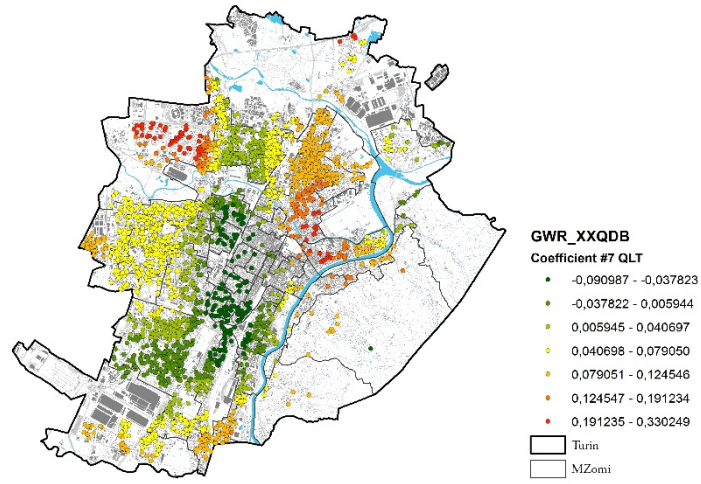 GWR_XXQDB
Coefficient #7 QLT
-0,090987 - -0,037823
-0,037822 - 0,005944
0,005945 - 0,040697
0,040698 - 0,079050
0,079051 - 0,124546
0,124547 - 0,191234
0,191235 - 0,330249
Turin
MZomi